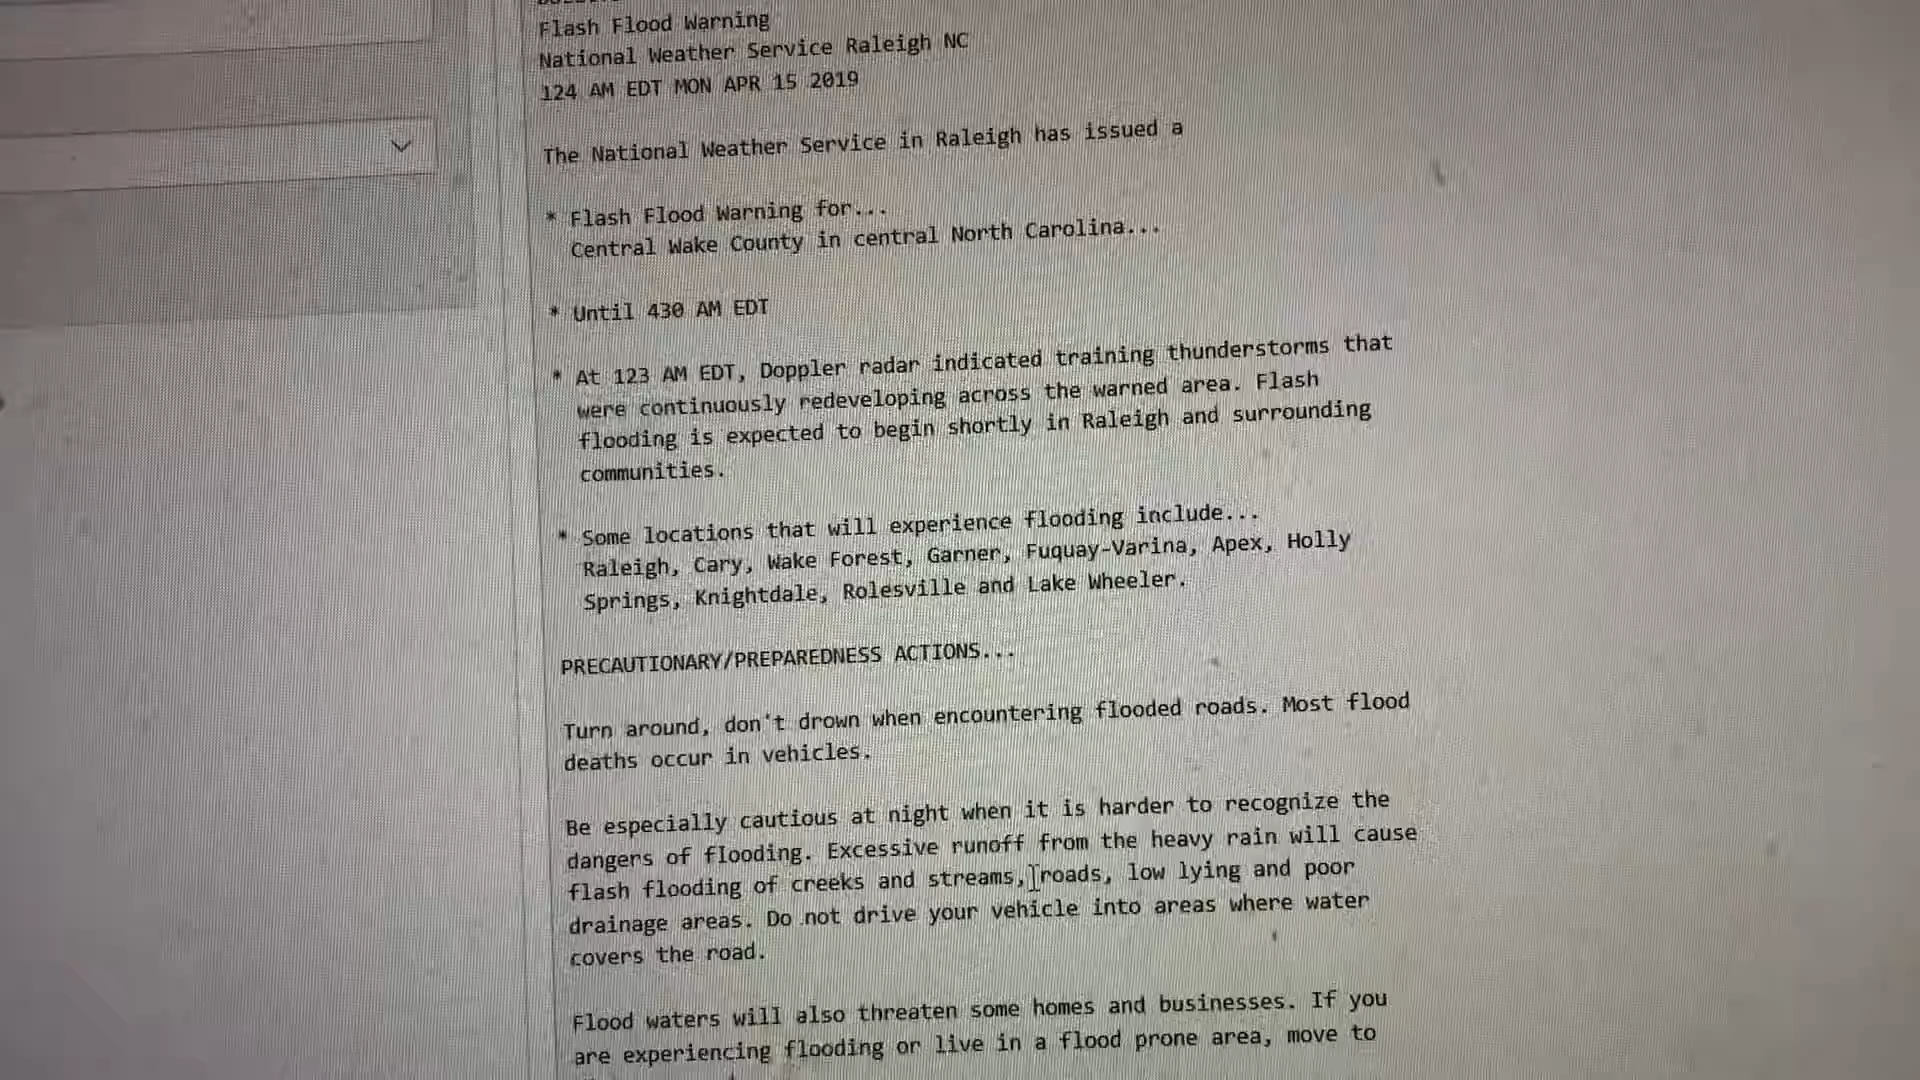 Flash Flood Warning
National Weather Service Raleigh NC
124 AM EDT MON APR 15 2019
The National Weather Service in Raleigh has issued a
* Flash Flood Warning for...
Central Wake County in central North Carolina...
* Until 430 AM EDT
* At 123 AM EDT, Doppler radar indicated training thunderstorms that
were continuously redeveloping across the warned area. Flash
flooding is expected to begin shortly in Raleigh and surrounding
communities.
* Some locations that will experience flooding include...
Raleigh, Cary, Wake Forest, Garner, Fuquay-Varina, Apex, Holly
Springs, Knightdale, Rolesville and Lake Wheeler.
PRECAUTIONARY/PREPAREDNESS ACTIONS...
Turn around, don't drown when encountering flooded roads. Most flood
deaths occur in vehicles.
Be especially cautious at night when it is harder to recognize the
dangers of flooding. Excessive runoff from the heavy rain will cause
flash flooding of creeks and streams, roads, low lying and poor
drainage areas. Do not drive your vehicle into areas where water
covers the road.
Flood waters will also threaten some homes and businesses. If you
are experiencing flooding or live in a flood prone area, move to